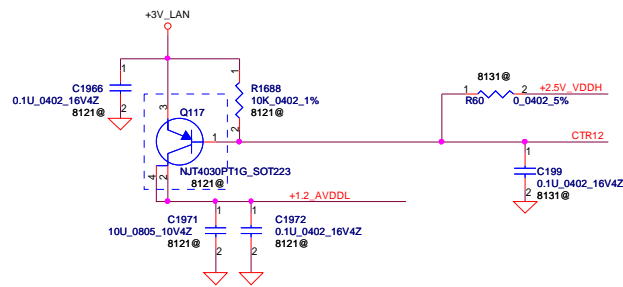 +3V_LAN
1
C1966
0.1U_0402_16V4Z
2
8121@
1
R1688
10K_0402_1%
8121@
2
3
Q117
1
NJT4030PT1G_SOT223
8121@
4
2
8131@
1
2
+2.5V_VDDH
R60
0_0402_5%
CTR12
1
C199
0.1U_0402_16V4Z
2
8131@
+1.2_AVDDL
1
C1971
10U_0805_10V4Z
8121@
2
1
C1972
0.1U_0402_16V4Z
8121@
2